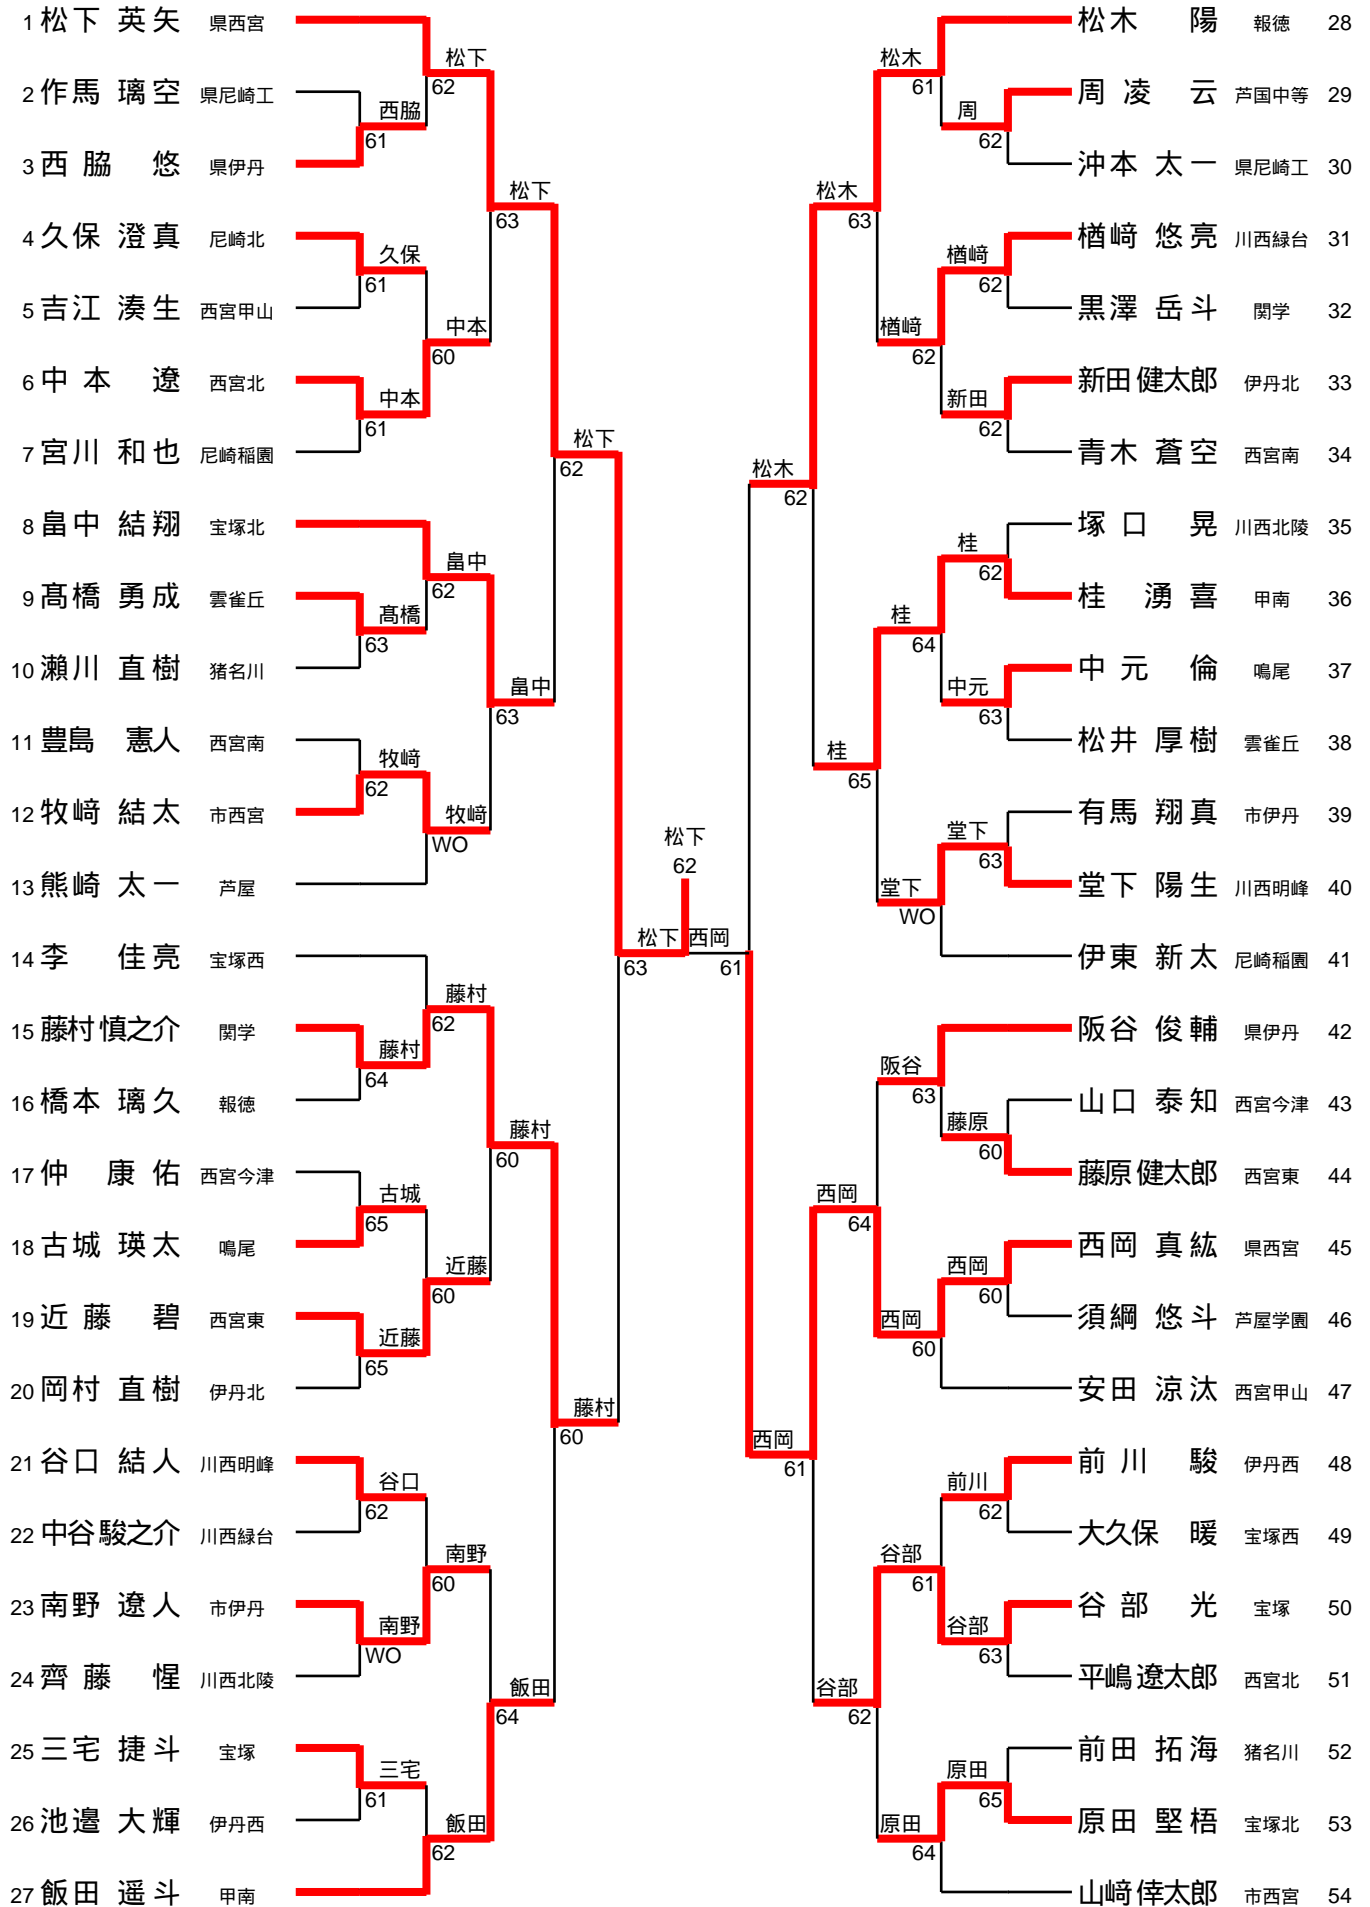 1 松下 英矢 県西宮
松下
62
2 作馬 璃空 県尼崎工
西脇
61
3 西脇 悠 県伊丹
松下
63
4 久保 澄真 尼崎北
久保
61
5 吉江 湊生 西宮甲山
中本
60
6 中本 遼 西宮北
中本
61
7 宮川 和也 尼崎稲園
松下
62
8 畠中 結翔 宝塚北
畠中
62
9 髙橋 勇成 雲雀丘
髙橋
63
10 瀨川 直樹 猪名川
畠中
63
11 豊島 憲人 西宮南
牧﨑
62
12 牧﨑 結太 市西宮
牧﨑
WO
13 熊崎 太一 芦屋
松下
63
14 李 佳亮 宝塚西
藤村
62
15 藤村慎之介 関学
藤村
64
16 橋本 璃久 報徳
藤村
60
17 仲 康佑 西宮今津
古城
65
18 古城 瑛太 鳴尾
近藤
60
19 近藤 碧 西宮東
近藤
65
20 岡村 直樹 伊丹北
藤村
60
21 谷口 結人 川西明峰
谷口
62
22 中谷駿之介 川西緑台
南野
60
23 南野 遼人 市伊丹
南野
WO
24 齊藤 惺 川西北陵
飯田
64
25 三宅 捷斗 宝塚
三宅
61
26 池邉 大輝 伊丹西
飯田
62
27 飯田 遥斗 甲南
松下
62
松木 陽 報徳 28
松木
61
周 凌云 芦国中等 29
周
62
沖本 太一 県尼崎工 30
松木
63
楢﨑 悠亮 川西緑台 31
楢﨑
62
黒澤 岳斗 関学 32
楢﨑
62
新田健太郎 伊丹北 33
新田
62
青木 蒼空 西宮南 34
松木
62
塚口 晃 川西北陵 35
桂
62
桂 湧喜 甲南 36
桂
64
中元 倫 鳴尾 37
中元
63
松井 厚樹 雲雀丘 38
桂
65
有馬 翔真 市伊丹 39
堂下
63
堂下 陽生 川西明峰 40
堂下
WO
伊東 新太 尼崎稲園 41
西岡
61
阪谷 俊輔 県伊丹 42
阪谷
63
山口 泰知 西宮今津 43
藤原
60
藤原健太郎 西宮東 44
西岡
64
西岡 真紘 県西宮 45
西岡
60
須綱 悠斗 芦屋学園 46
西岡
60
安田 涼汰 西宮甲山 47
西岡
61
前川 駿 伊丹西 48
前川
62
大久保 暖 宝塚西 49
谷部
61
谷部 光 宝塚 50
谷部
63
平嶋遼太郎 西宮北 51
谷部
62
前田 拓海 猪名川 52
原田
65
原田 堅梧 宝塚北 53
原田
64
山﨑倖太郎 市西宮 54